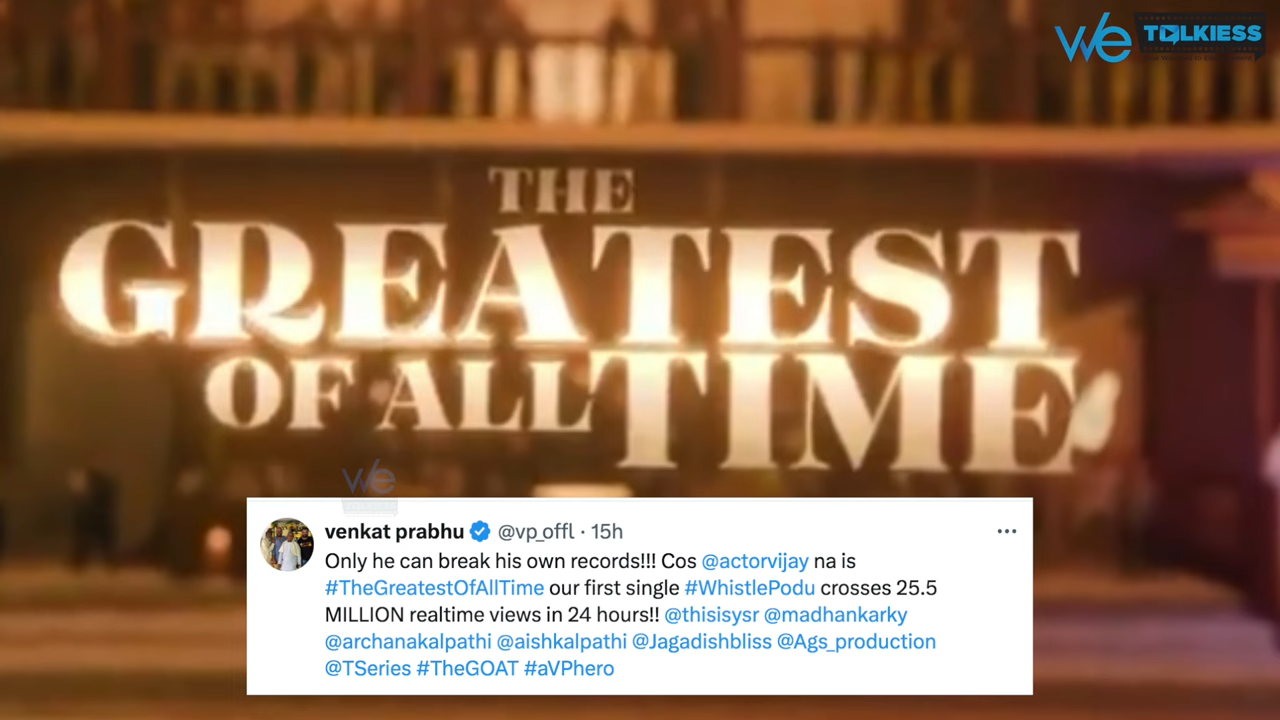 we TALKIESS
THE
GREATEST
OF ALL TIME
we
venkat prabhu @vp_offl · 15h
Only he can break his own records!!! Cos @actorvijay na is
#TheGreatestOfAllTime our first single #WhistlePodu crosses 25.5
MILLION realtime views in 24 hours!! @thisisysr @madhankarky
@archanakalpathi @aishkalpathi @Jagadishbliss @Ags_production
@TSeries #TheGOAT #aVPhero